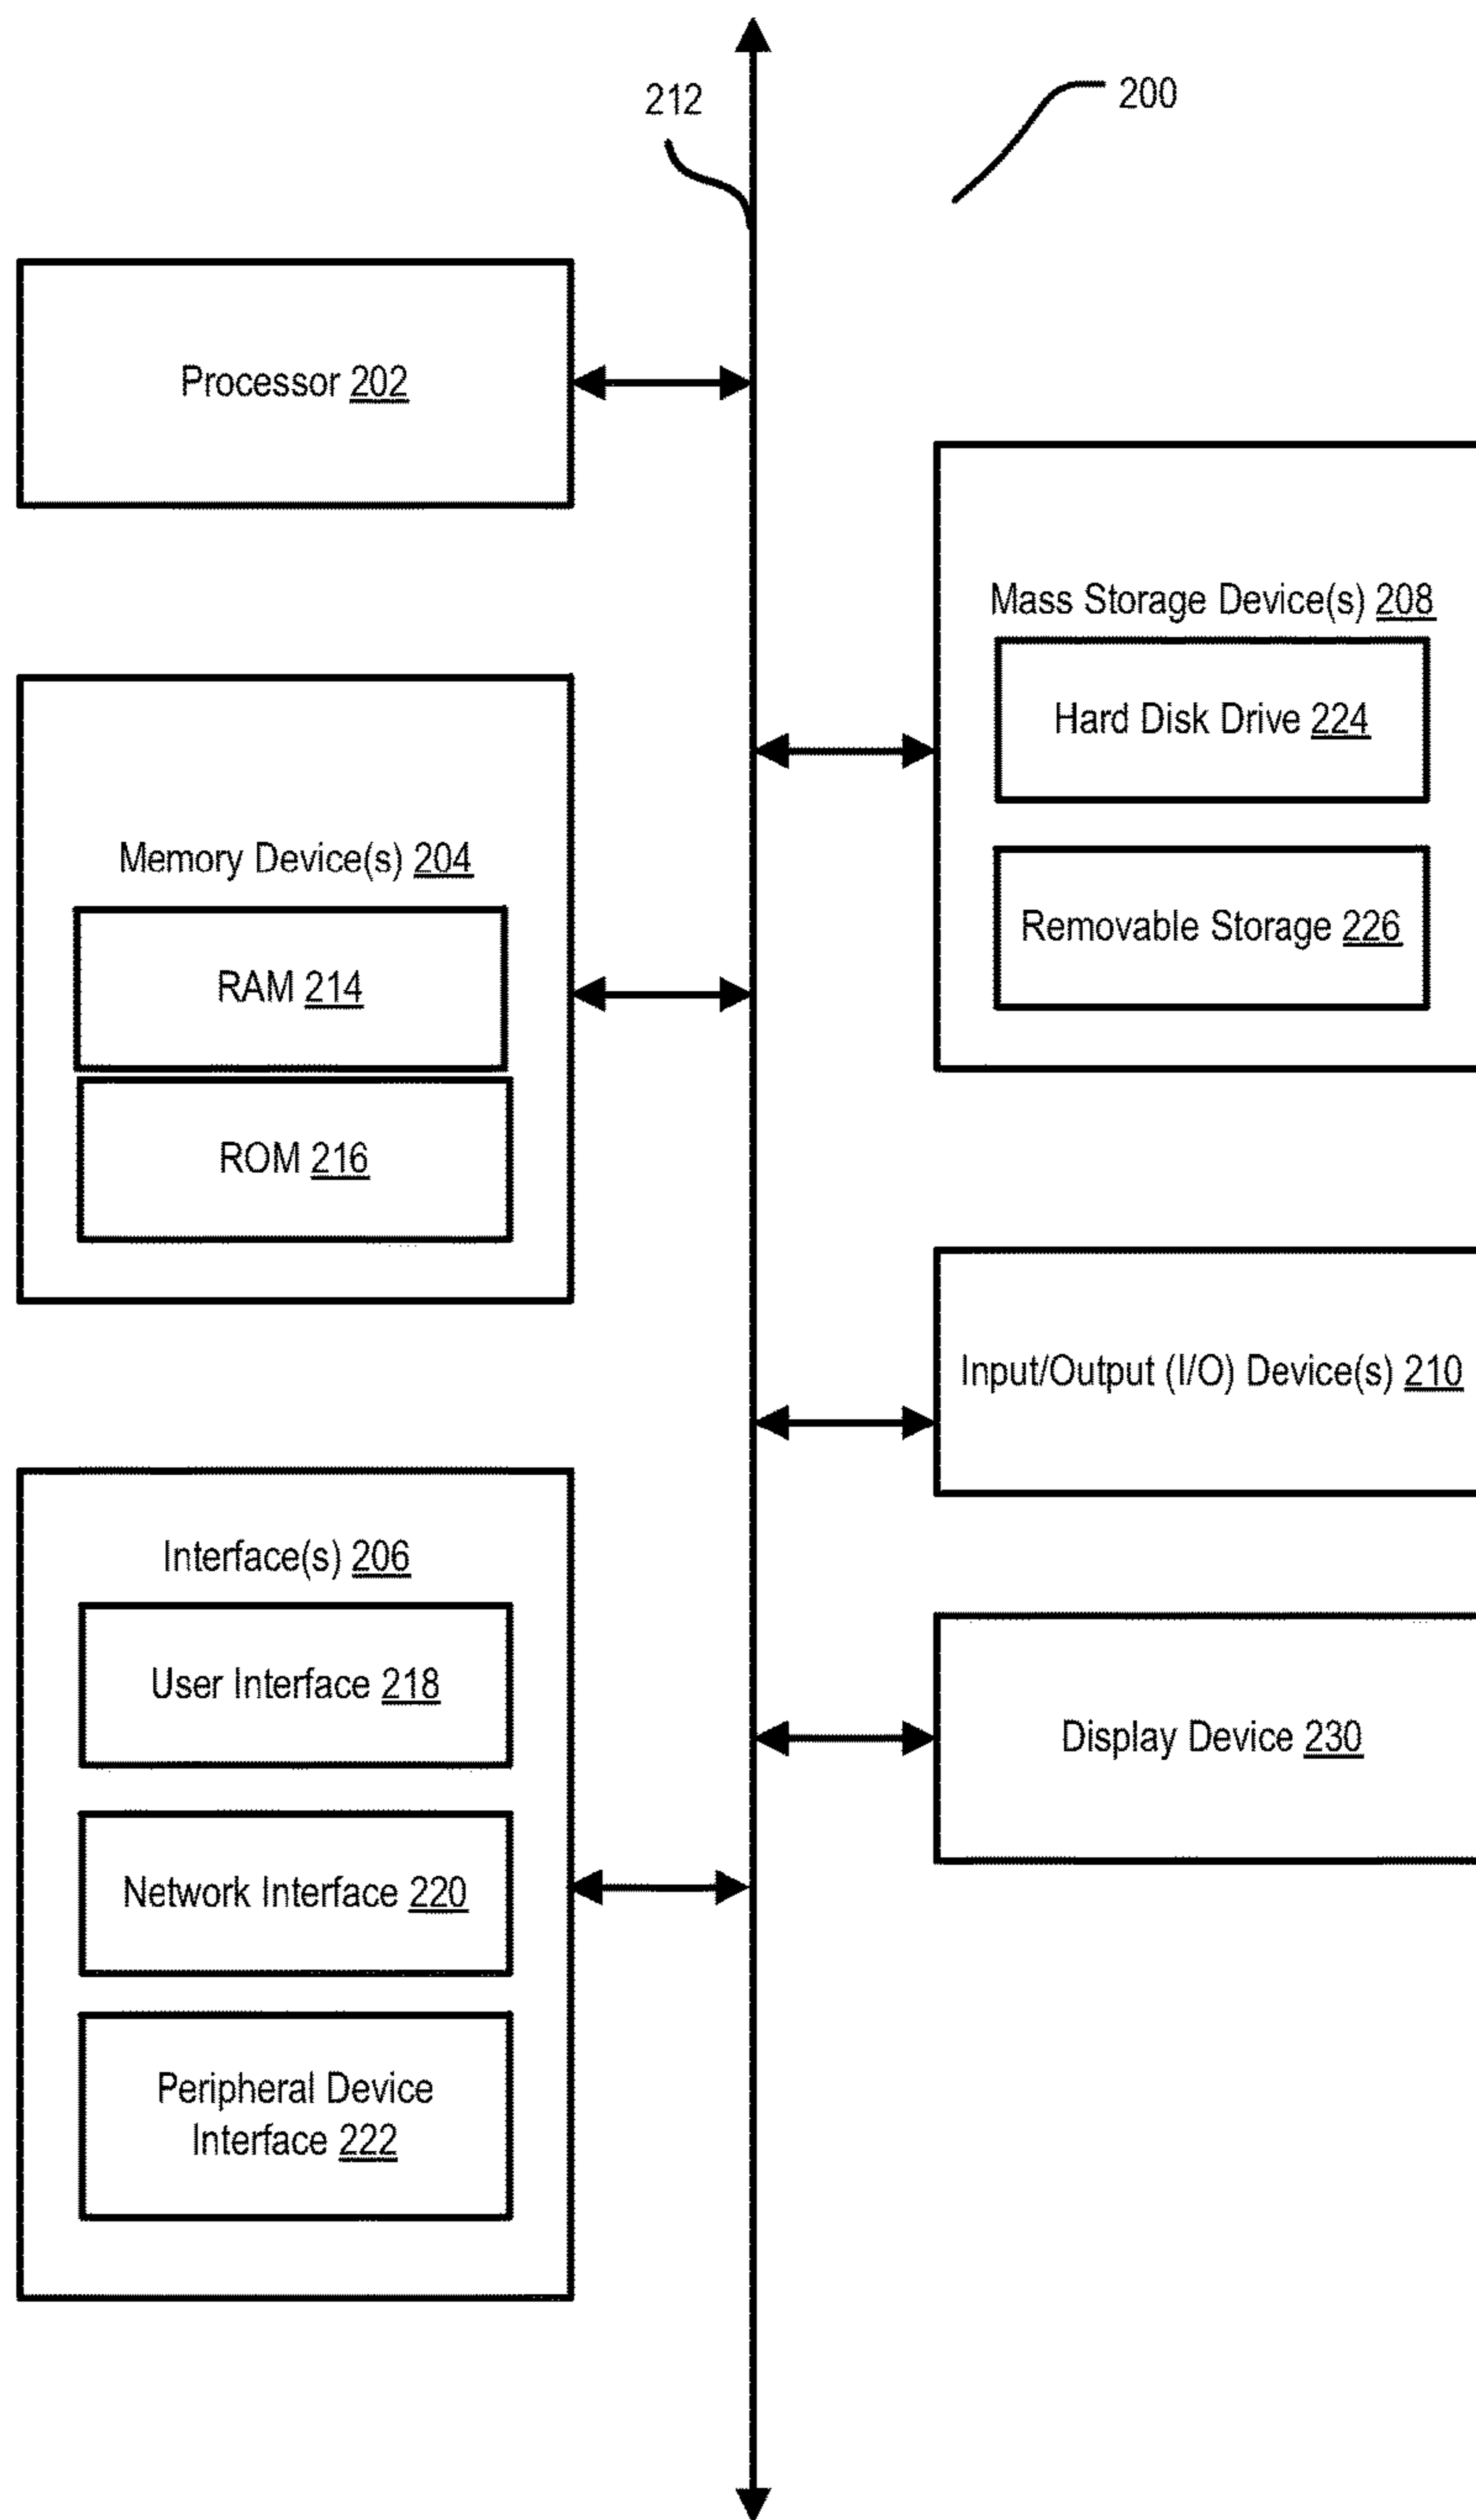 212
200
Processor 202
Memory Device(s) 204
RAM 214
ROM 216
Interface(s) 206
User Interface 218
Network Interface 220
Peripheral Device
Interface 222
Mass Storage Device(s) 208
Hard Disk Drive 224
Removable Storage 226
Input/Output (I/O) Device(s) 210
Display Device 230